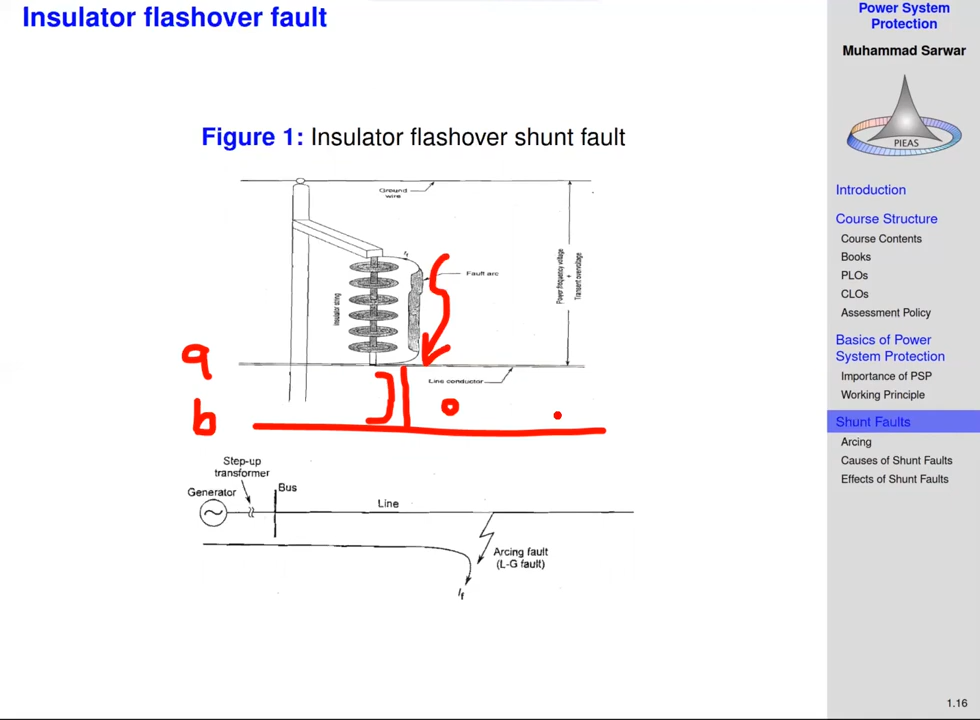 Insulator flashover fault
Figure 1: Insulator flashover shunt fault
Ground
wire
If
Fault arc
Insulator string
Power frequency voltage
+
Transient overvoltage
Line conductor
a
b
Step-up
transformer
Generator
Bus
Line
Arcing fault
(L-G fault)
If
Power System
Protection
Muhammad Sarwar
PIEAS
Introduction
Course Structure
Course Contents
Books
PLOs
CLOs
Assessment Policy
Basics of Power
System Protection
Importance of PSP
Working Principle
Shunt Faults
Arcing
Causes of Shunt Faults
Effects of Shunt Faults
1.16